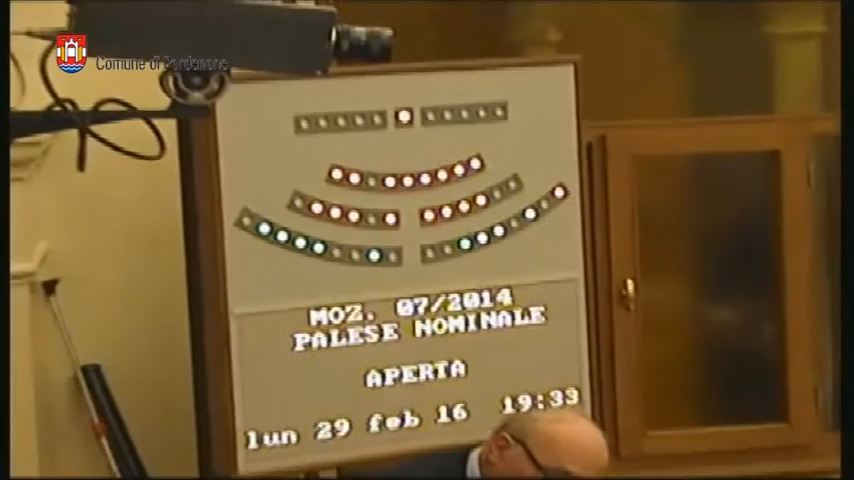 Comune di Pordenone
MOZ. 07/2014
PALESE NOMINALE
APERTA
lun 29 feb 16 19:33